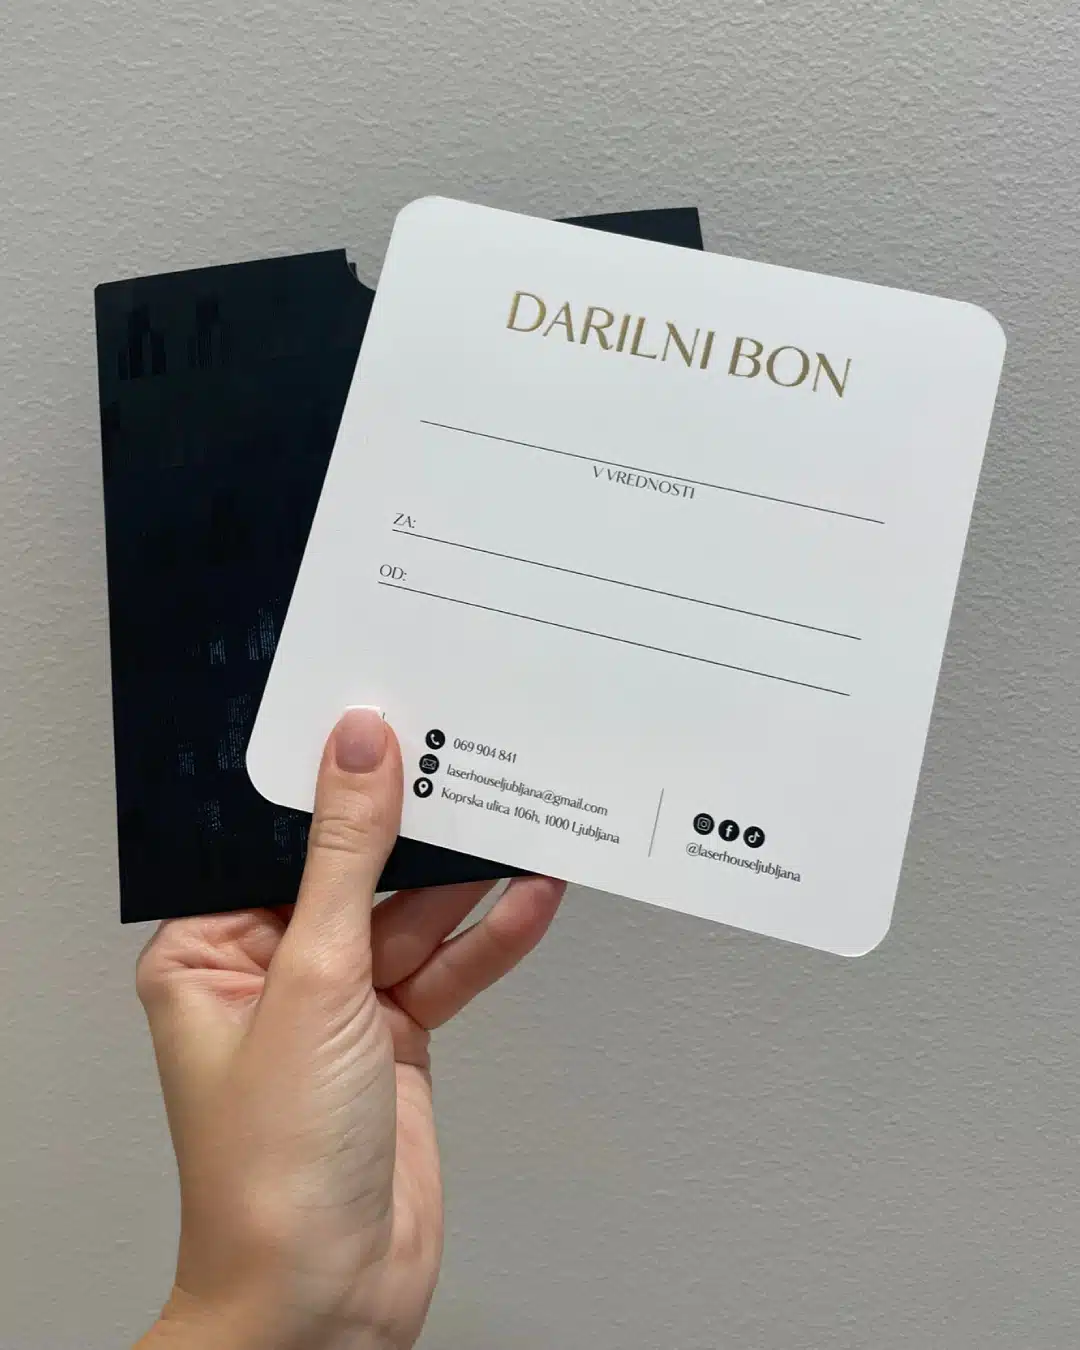 DARILNI BON
V VREDNOSTI
ZA:
OD:
069 904 841
laserhouseljubljana@gmail.com
Koprska ulica 106h, 1000 Ljubljana
@laserhouseljubljana